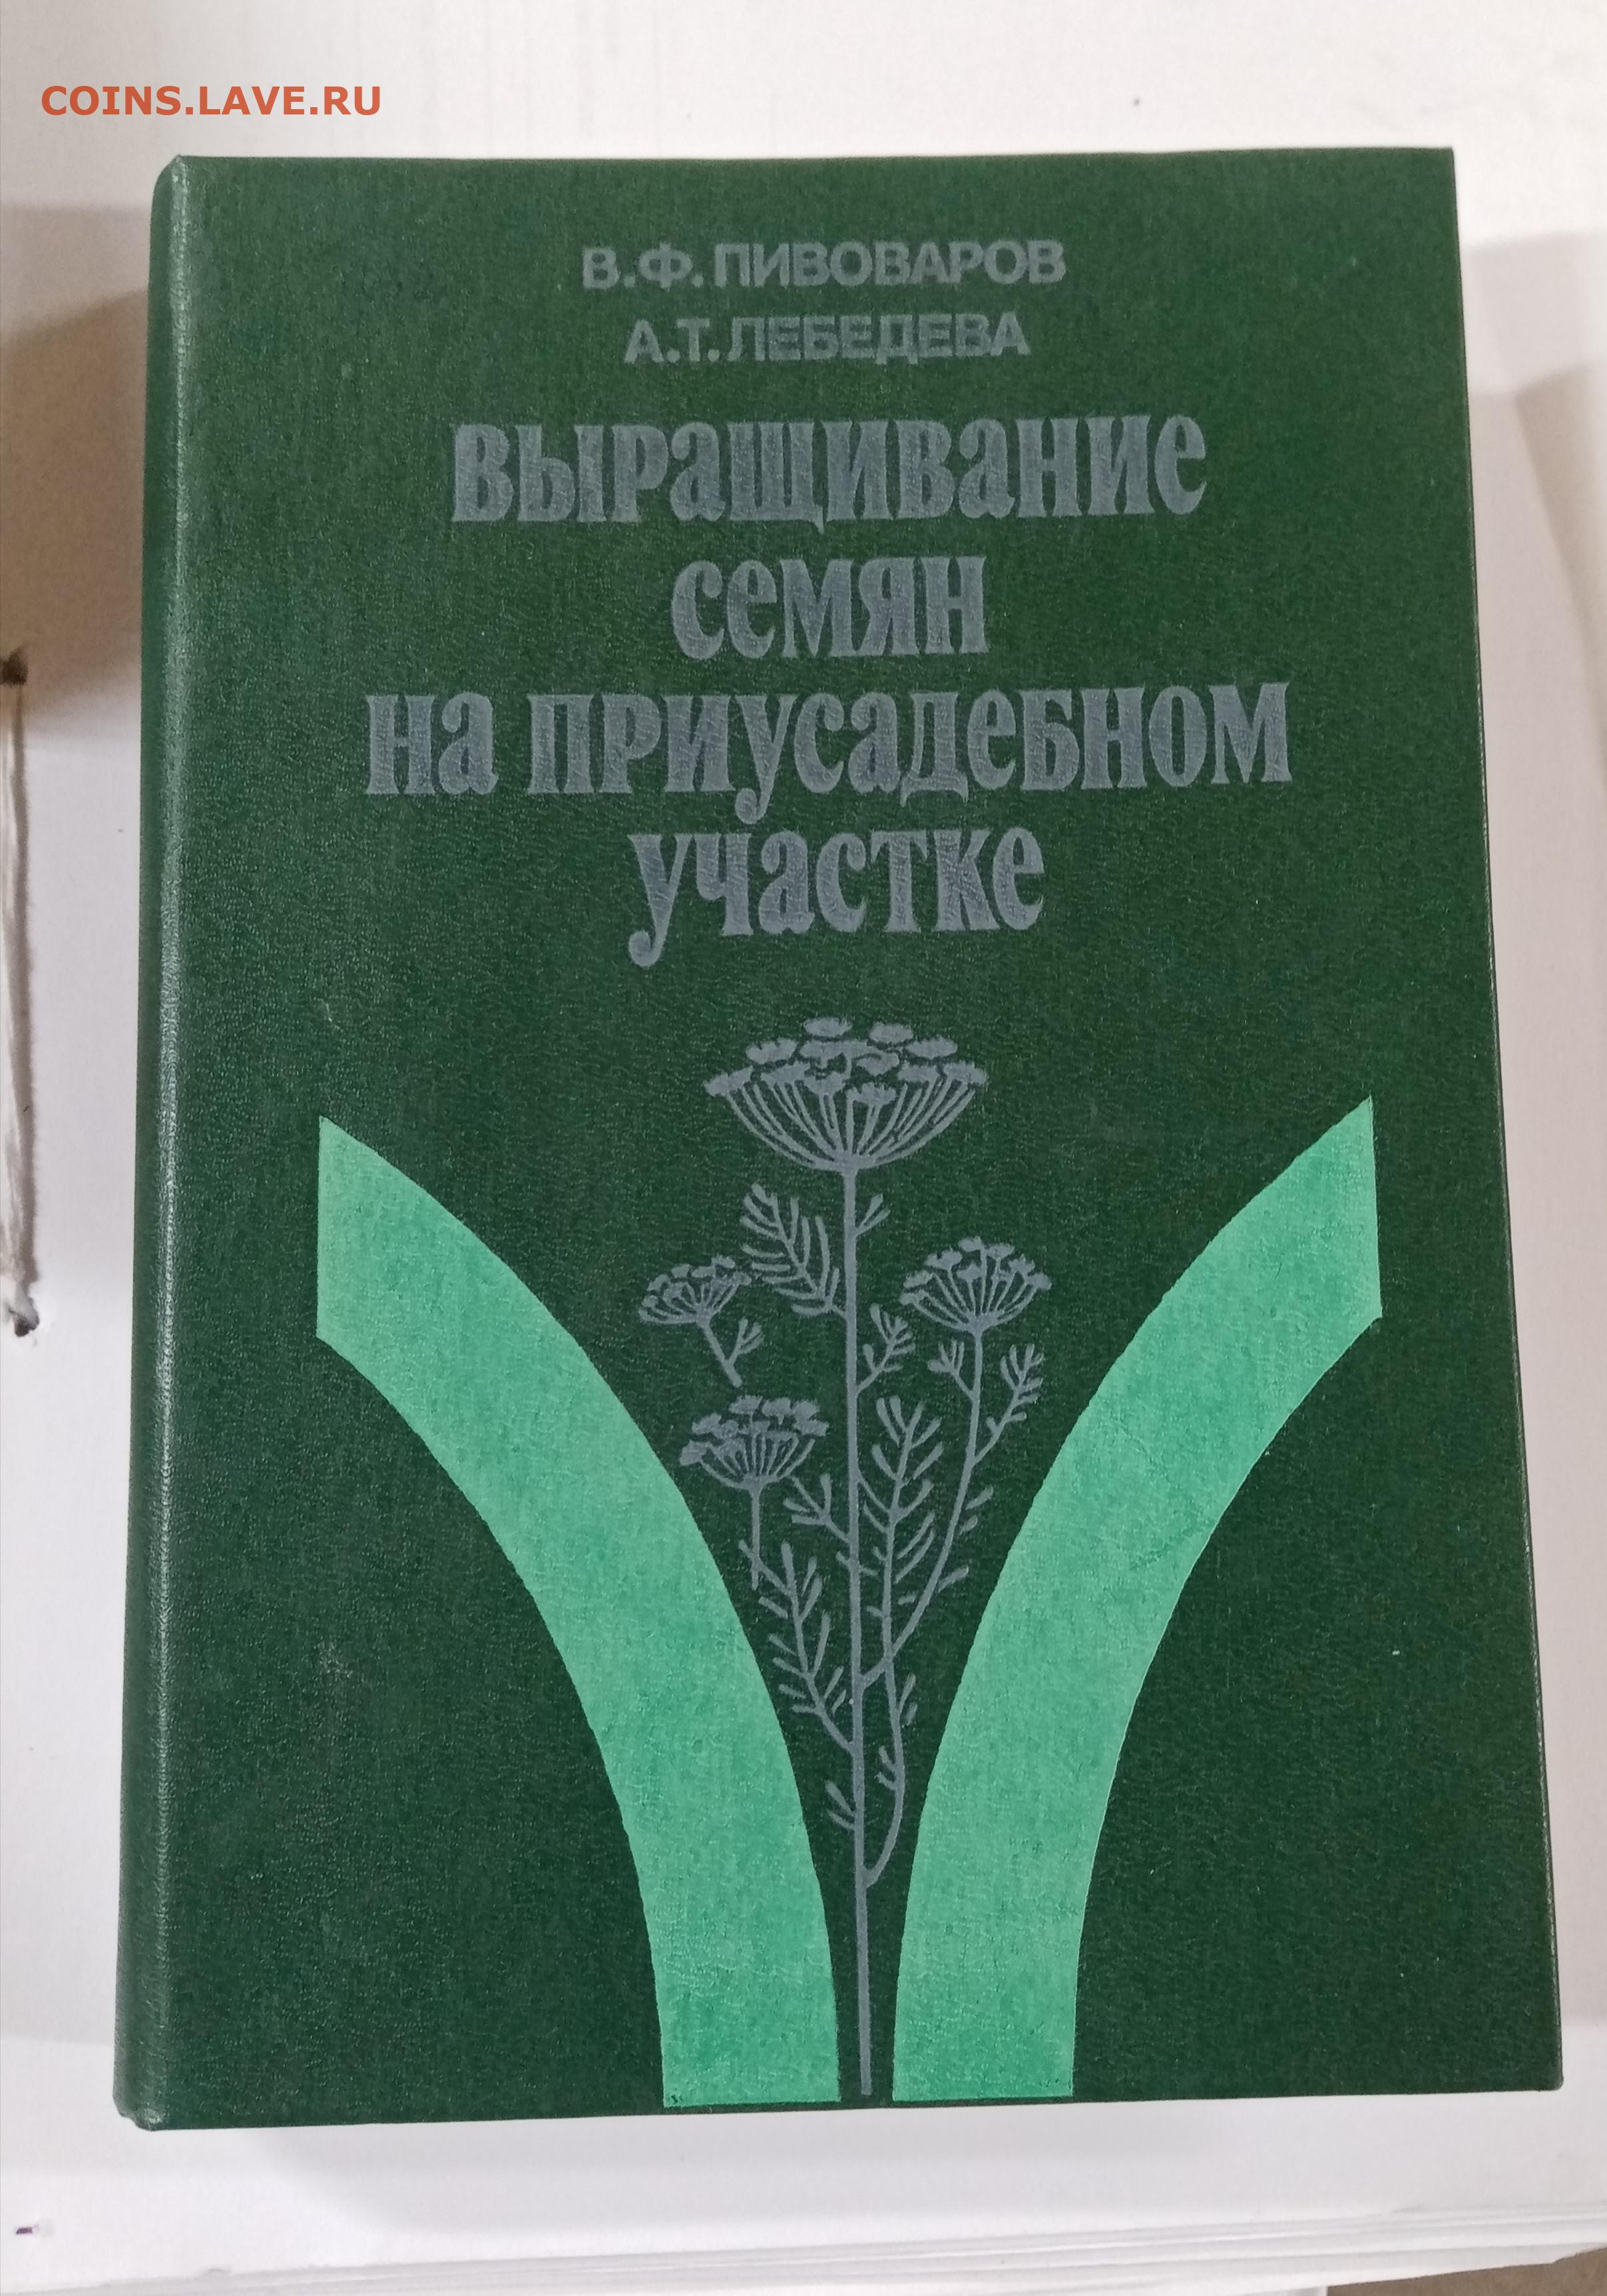 COINS.LAVE.RU
В.Ф.ПИВОВАРОВ
А.Т.ЛЕБЕДЕВА
ВЫРАЩИВАНИЕ
СЕМЯН
НА ПРИУСАДЕБНОМ
УЧАСТКЕ